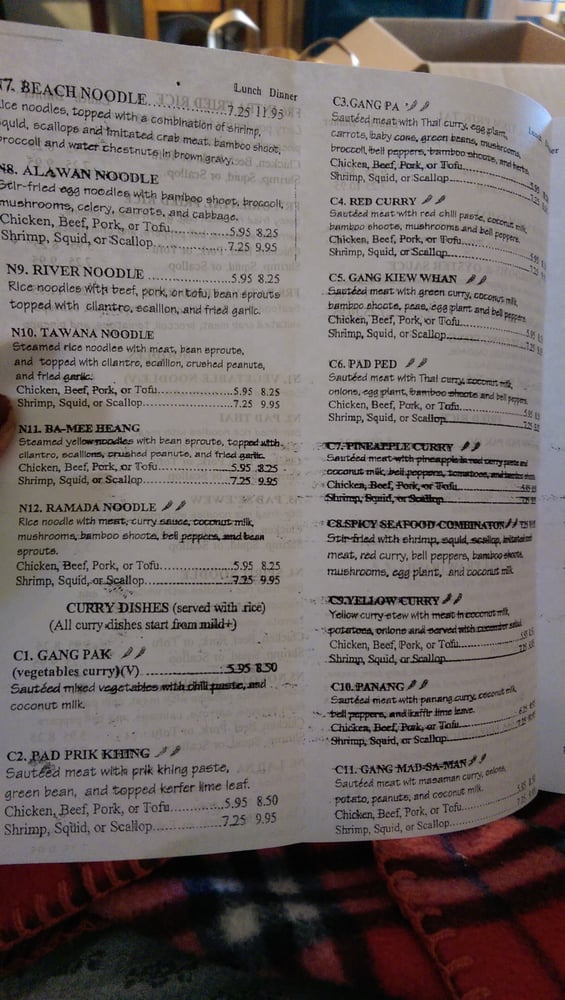 N7. BEACH NOODLE
Lunch Dinner
7.25 11.95
Rice noodles, topped with a combination of shrimp,
squid, scallops and imitated crab meat. bamboo shoot,
broccoli and water chestnuts in brown gravy.
N8. ALAWAN NOODLE
Stir-fried egg noodles with bamboo shoot, broccoli,
mushrooms, celery, carrots, and cabbage.
Chicken, Beef, Pork, or Tofu.....................5.95 8.25
Shrimp, Squid, or Scallop.......................7.25 9.95
N9. RIVER NOODLE ..........................5.95 8.25
Rice noodles with beef, pork, or tofu, bean sprouts
topped with cilantro, scallion, and fried garlic.
N10. TAWANA NOODLE
Steamed rice noodles with meat, bean sprouts,
and topped with cilantro, scallion, crushed peanuts,
and fried garlic.
Chicken, Beef, Pork, or Tofu.....................5.95 8.25
Shrimp, Squid, or Scallop.......................7.25 9.95
N11. BA-MEE HEANG
Steamed yellow noodles with bean sprouts, topped with
cilantro, scallions, crushed peanuts, and fried garlic.
Chicken, Beef, Pork, or Tofu.....................5.95 8.25
Shrimp, Squid, or Scallop.......................7.25 9.95
N12. RAMADA NOODLE
Rice noodle with meat, curry sauce, coconut milk,
mushrooms, bamboo shoots, bell peppers, and bean
sprouts.
Chicken, Beef, Pork, or Tofu.....................5.95 8.25
Shrimp, Squid, or Scallop.......................7.25 9.95
CURRY DISHES (served with rice)
(All curry dishes start from mild+)
C1. GANG PAK
(vegetables curry)(V) .........................5.95 8.50
Sautéed mixed vegetables with chili paste, and
coconut milk.
C2. PAD PRIK KHING
Sautéed meat with prik khing paste,
green bean, and topped kerfer lime leaf.
Chicken, Beef, Pork, or Tofu.....................5.95 8.50
Shrimp, Squid, or Scallop.......................7.25 9.95
C3.GANG PA
Sautéed meat with Thai curry, egg plant,
carrots, baby cons, green beans, mushrooms,
broccoli, bell peppers, bamboo shoots, and herbs.
Chicken, Beef, Pork, or Tofu
Shrimp, Squid, or Scallop
C4. RED CURRY
Sautéed meat with red chili paste, coconut milk,
bamboo shoots, mushrooms and bell peppers.
Chicken, Beef, Pork, or Tofu
Shrimp, Squid, or Scallop
C5. GANG KIEW WHAN
Sautéed meat with green curry, coconut milk,
bamboo shoots, peas, egg plant and bell peppers.
Chicken, Beef, Pork, or Tofu
Shrimp, Squid, or Scallop
C6. PAD PED
Sautéed meat with Thai curry, coconut milk,
onions, egg plant, bamboo shoots and bell peppers.
Chicken, Beef, Pork, or Tofu
Shrimp, Squid, or Scallop
C7. PINEAPPLE CURRY
Sautéed meat with pineapple in red curry paste and
coconut milk, bell peppers, tomatoes, and
Chicken, Beef, Pork, or Tofu
Shrimp, Squid, or Scallop
C8.SPICY SEAFOOD COMBINATION
Stir-fried with shrimp, squid, scallop, imitated
meat, red curry, bell peppers, bamboo shoots,
mushrooms, egg plant, and coconut milk
C9.YELLOW CURRY
Yellow curry stew with meat in coconut milk,
potatoes, onions and served with cucumber salad.
Chicken, Beef, Pork, or Tofu
Shrimp, Squid, or Scallop
C10. PANANG
Sautéed meat with panang curry, coconut milk,
bell peppers, and kaffir lime leave.
Chicken, Beef, Pork, or Tofu
Shrimp, Squid, or Scallop
C11. GANG MAD-SA-MAN
Sautéed meat wit masaman curry, onions,
potato, peanuts, and coconut milk.
Chicken, Beef, Pork, or Tofu
Shrimp, Squid, or Scallop